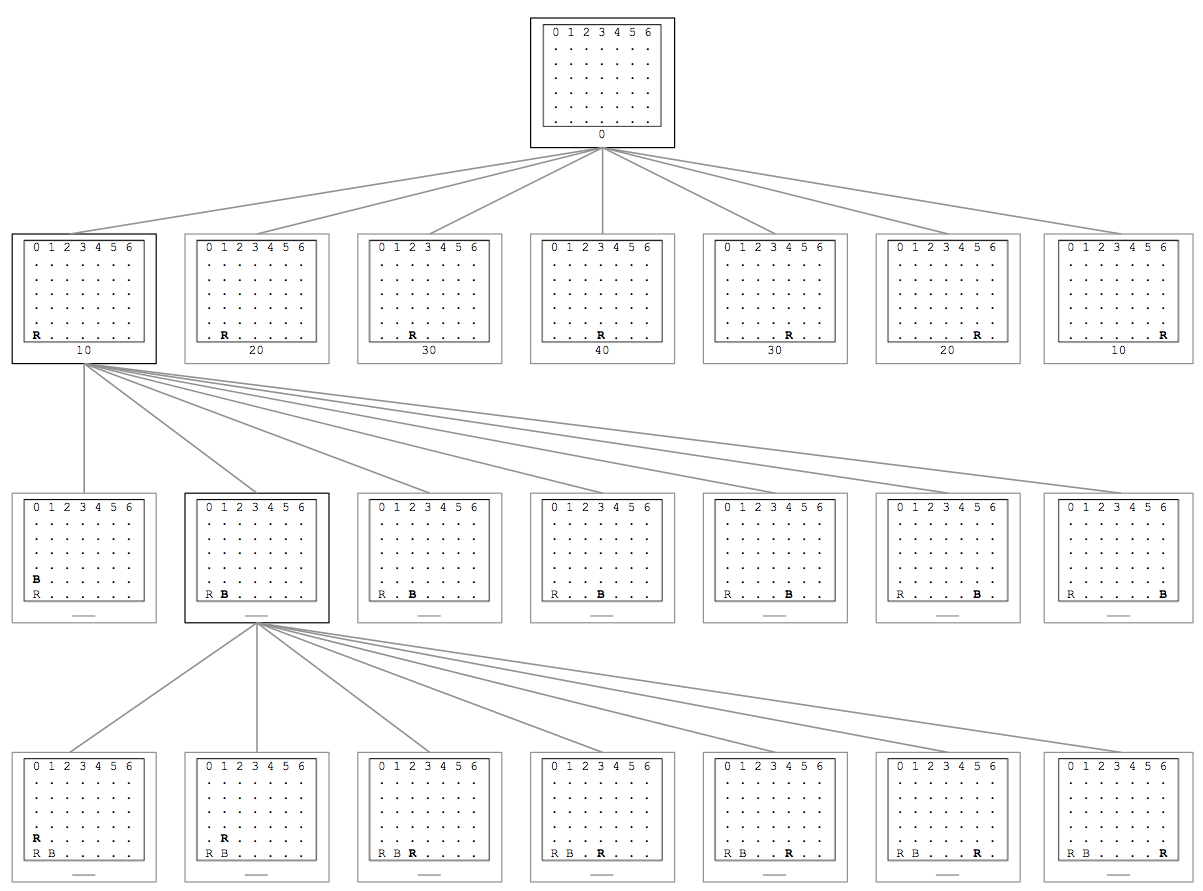 0 1 2 3 4 5 6
. . . . . . .
. . . . . . .
. . . . . . .
. . . . . . .
. . . . . . .
. . . . . . .
0
0 1 2 3 4 5 6
. . . . . . .
. . . . . . .
. . . . . . .
. . . . . . .
. . . . . . .
R . . . . . .
10
0 1 2 3 4 5 6
. . . . . . .
. . . . . . .
. . . . . . .
. . . . . . .
. . . . . . .
. R . . . . .
20
0 1 2 3 4 5 6
. . . . . . .
. . . . . . .
. . . . . . .
. . . . . . .
. . . . . . .
. . R . . . .
30
0 1 2 3 4 5 6
. . . . . . .
. . . . . . .
. . . . . . .
. . . . . . .
. . . . . . .
. . . R . . .
40
0 1 2 3 4 5 6
. . . . . . .
. . . . . . .
. . . . . . .
. . . . . . .
. . . . . . .
. . . . R . .
30
0 1 2 3 4 5 6
. . . . . . .
. . . . . . .
. . . . . . .
. . . . . . .
. . . . . . .
. . . . . R .
20
0 1 2 3 4 5 6
. . . . . . .
. . . . . . .
. . . . . . .
. . . . . . .
. . . . . . .
. . . . . . R
10
0 1 2 3 4 5 6
. . . . . . .
. . . . . . .
. . . . . . .
. . . . . . .
B . . . . . .
R . . . . . .
0 1 2 3 4 5 6
. . . . . . .
. . . . . . .
. . . . . . .
. . . . . . .
. . . . . . .
R B . . . . .
0 1 2 3 4 5 6
. . . . . . .
. . . . . . .
. . . . . . .
. . . . . . .
. . . . . . .
R . B . . . .
0 1 2 3 4 5 6
. . . . . . .
. . . . . . .
. . . . . . .
. . . . . . .
. . . . . . .
R . . B . . .
0 1 2 3 4 5 6
. . . . . . .
. . . . . . .
. . . . . . .
. . . . . . .
. . . . . . .
R . . . B . .
0 1 2 3 4 5 6
. . . . . . .
. . . . . . .
. . . . . . .
. . . . . . .
. . . . . . .
R . . . . B .
0 1 2 3 4 5 6
. . . . . . .
. . . . . . .
. . . . . . .
. . . . . . .
. . . . . . .
R . . . . . B
0 1 2 3 4 5 6
. . . . . . .
. . . . . . .
. . . . . . .
. . . . . . .
R . . . . . .
R B . . . . .
0 1 2 3 4 5 6
. . . . . . .
. . . . . . .
. . . . . . .
. . . . . . .
. R . . . . .
R B . . . . .
0 1 2 3 4 5 6
. . . . . . .
. . . . . . .
. . . . . . .
. . . . . . .
. . . . . . .
R B R . . . .
0 1 2 3 4 5 6
. . . . . . .
. . . . . . .
. . . . . . .
. . . . . . .
. . . . . . .
R B . R . . .
0 1 2 3 4 5 6
. . . . . . .
. . . . . . .
. . . . . . .
. . . . . . .
. . . . . . .
R B . . R . .
0 1 2 3 4 5 6
. . . . . . .
. . . . . . .
. . . . . . .
. . . . . . .
. . . . . . .
R B . . . R .
0 1 2 3 4 5 6
. . . . . . .
. . . . . . .
. . . . . . .
. . . . . . .
. . . . . . .
R B . . . . R